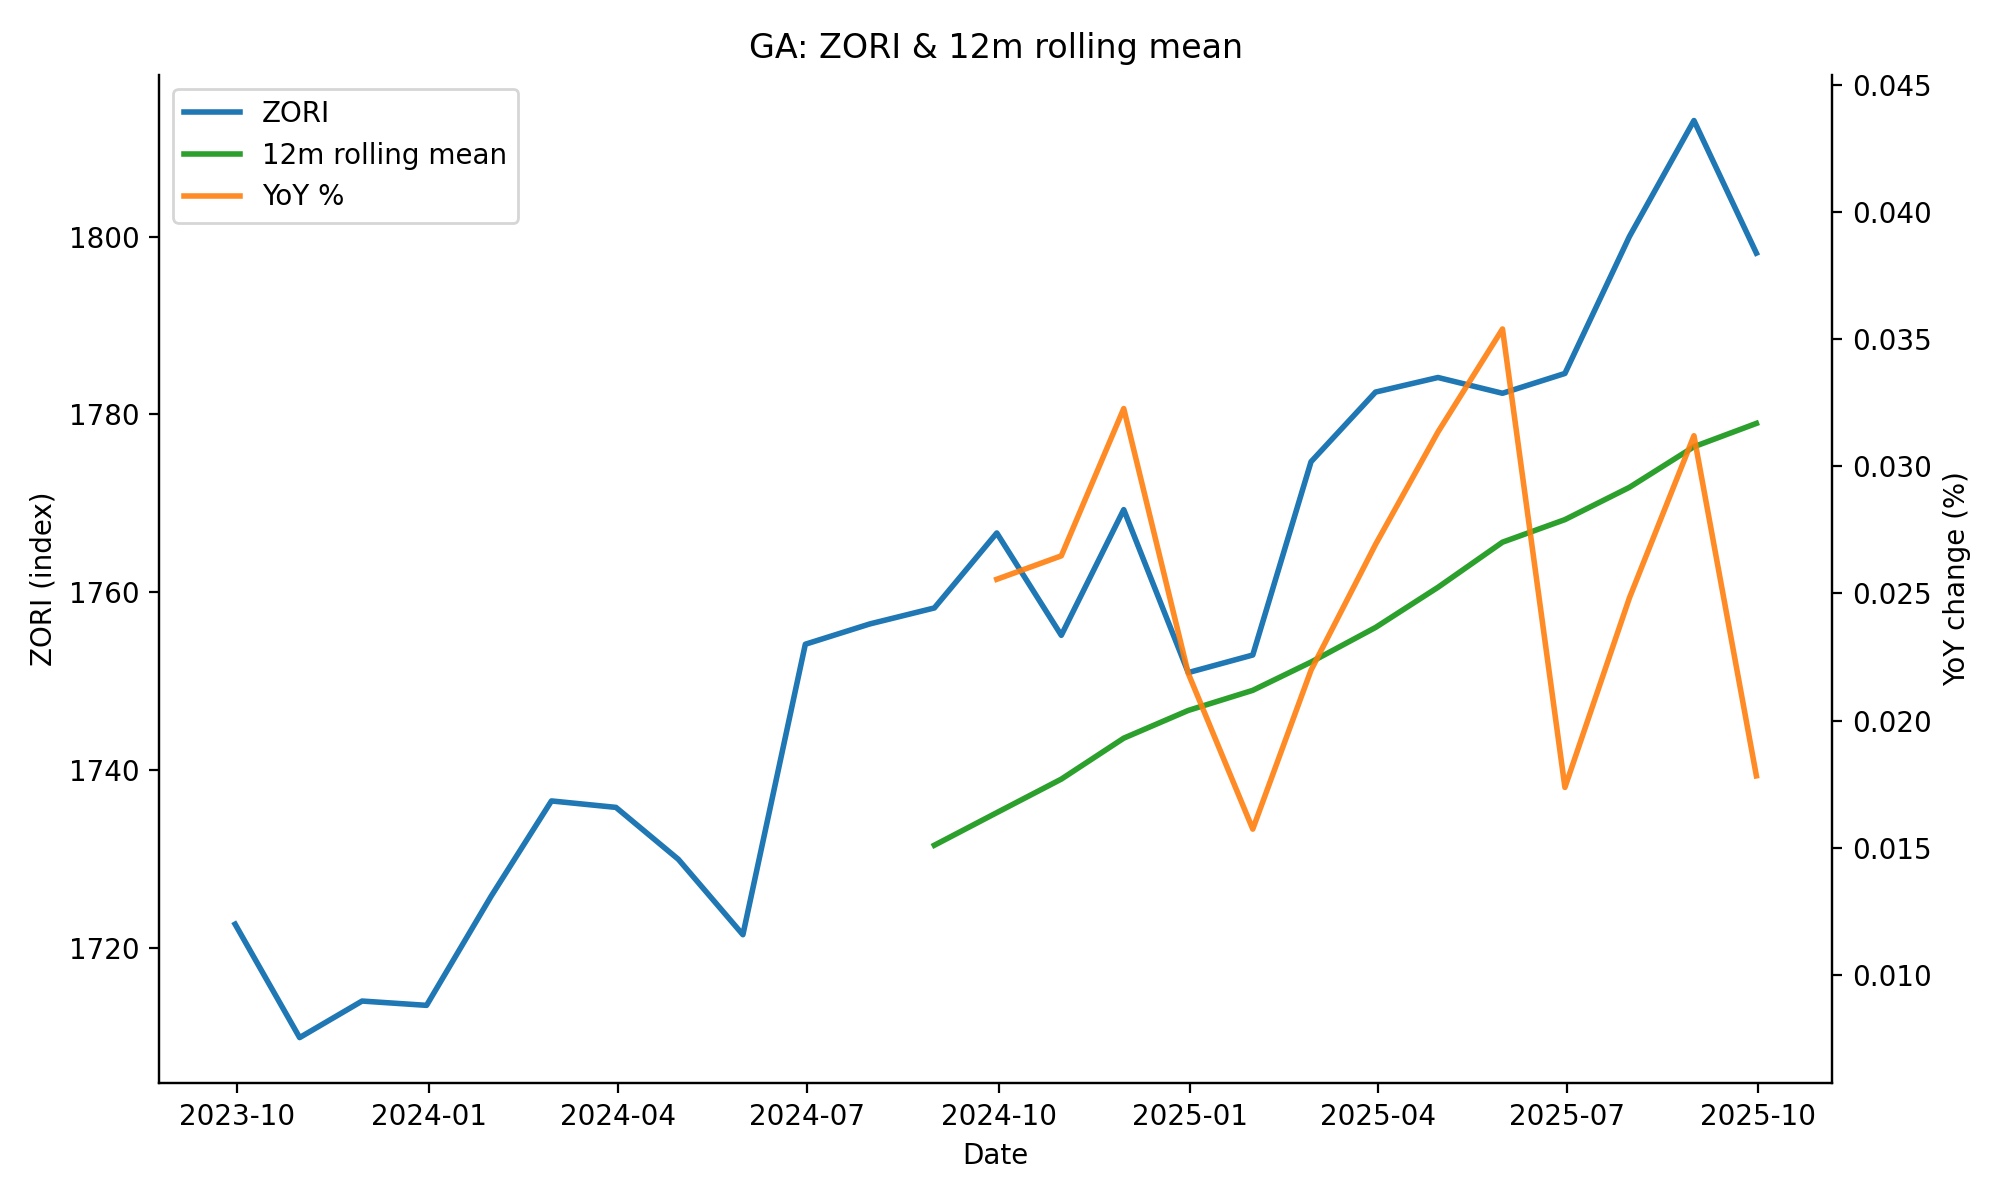 GA: ZORI & 12m rolling mean
ZORI
12m rolling mean
YoY %
ZORI (index)
1800
1780
1760
1740
1720
0.045
0.040
0.035
0.030
0.025
0.020
0.015
0.010
YoY change (%)
2023-10 2024-01 2024-04 2024-07 2024-10 2025-01 2025-04 2025-07 2025-10
Date